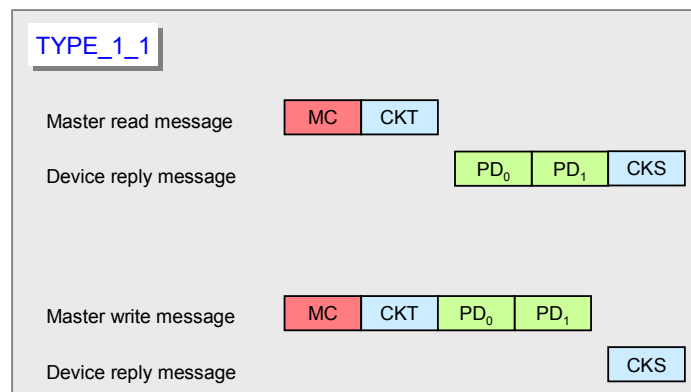 TYPE_1_1
Master read message MC CKT
Device reply message PD₀ PD₁ CKS
Master write message MC CKT PD₀ PD₁
Device reply message CKS